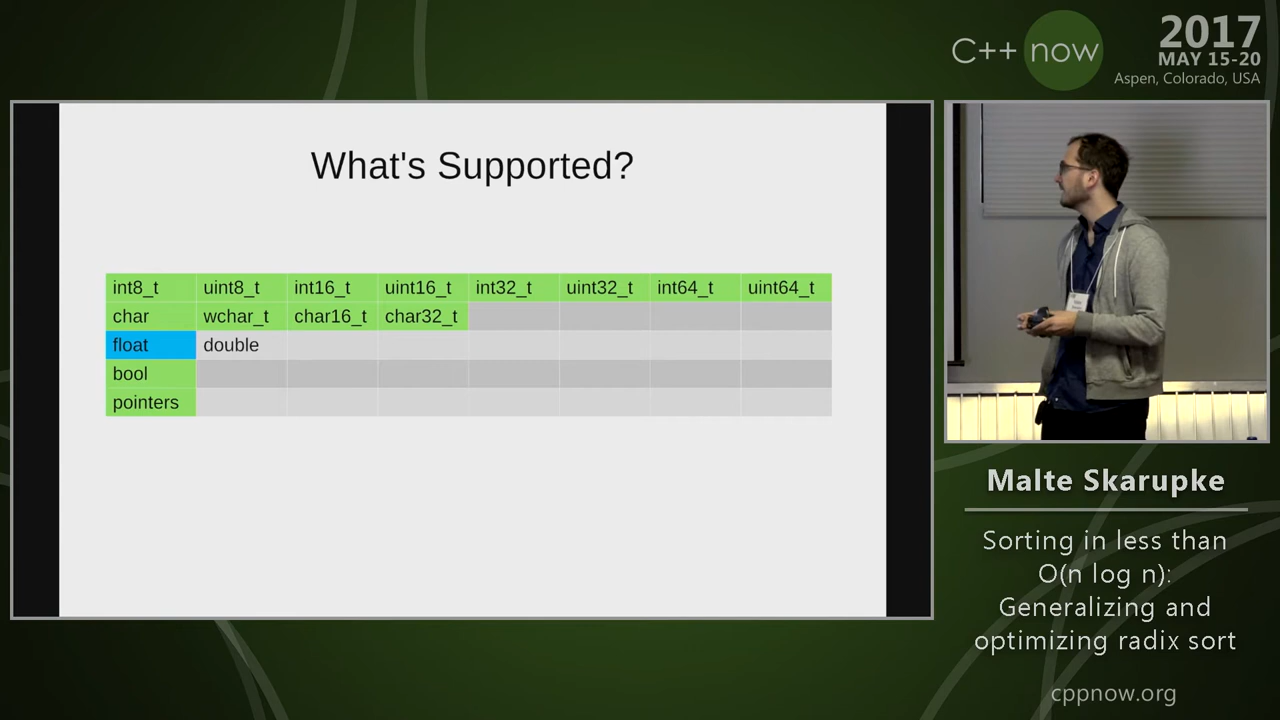 C++ now
2017
MAY 15-20
Aspen, Colorado, USA
What's Supported?
int8_t uint8_t int16_t uint16_t int32_t uint32_t int64_t uint64_t
char wchar_t char16_t char32_t
float double
bool
pointers
Malte Skarupke
Sorting in less than
O(n log n):
Generalizing and
optimizing radix sort
cppnow.org